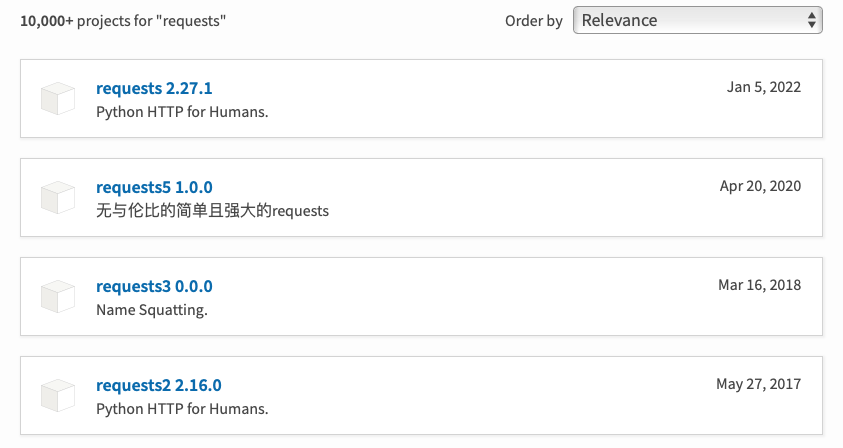 10,000+ projects for "requests"
Order by Relevance
requests 2.27.1
Jan 5, 2022
Python HTTP for Humans.
requests5 1.0.0
Apr 20, 2020
无与伦比的简单且强大的requests
requests3 0.0.0
Mar 16, 2018
Name Squatting.
requests2 2.16.0
May 27, 2017
Python HTTP for Humans.